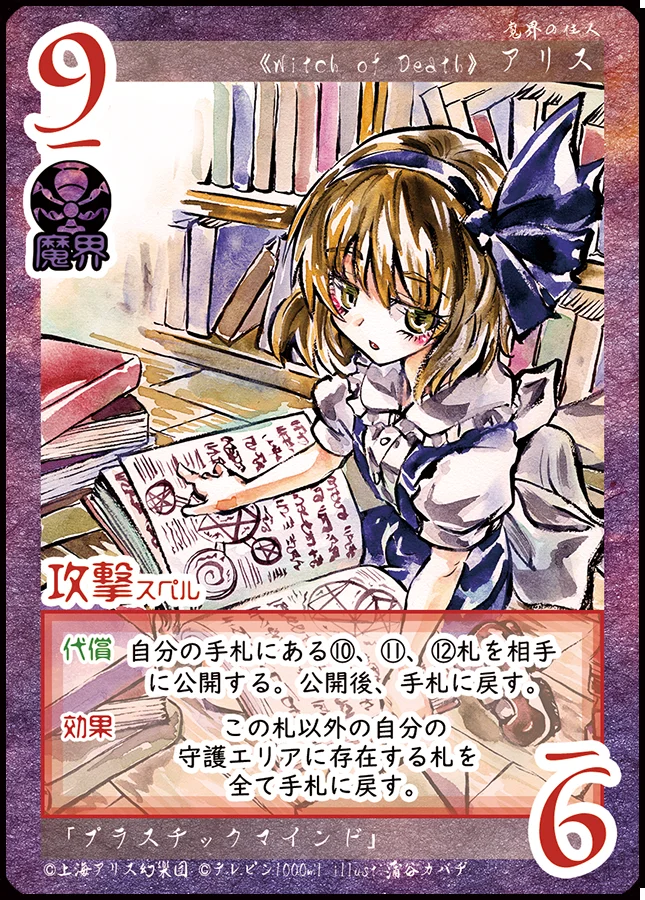 9
魔界の住人
《Witch of Death》 アリス
魔界
攻撃スペル
代償 自分の手札にある⑩、⑪、⑫札を相手
に公開する。公開後、手札に戻す。
効果 この札以外の自分の
守護エリアに存在する札を
全て手札に戻す。
6
「プラスチックマインド」
©上海アリス幻樂団 ©テレピン1000ml illust.蒲谷カバヂ